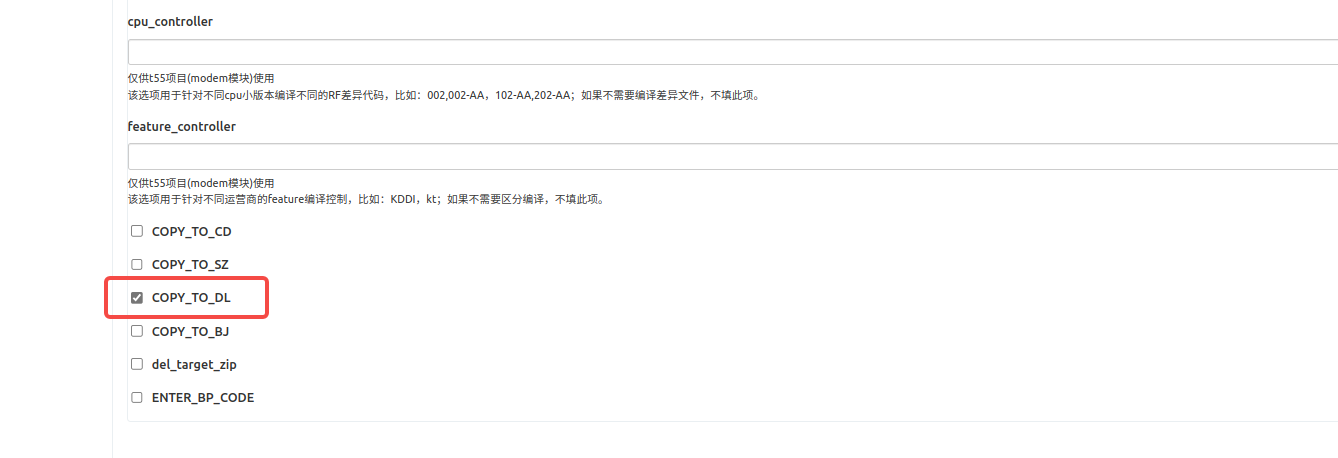 cpu_controller
仅供t55项目(modem模块)使用
该选项用于针对不同cpu小版本编译不同的RF差异代码，比如：002,002-AA，102-AA,202-AA；如果不需要编译差异文件，不填此项。
feature_controller
仅供t55项目(modem模块)使用
该选项用于针对不同运营商的feature编译控制，比如：KDDI，kt；如果不需要区分编译，不填此项。
COPY_TO_CD
COPY_TO_SZ
COPY_TO_DL
COPY_TO_BJ
del_target_zip
ENTER_BP_CODE